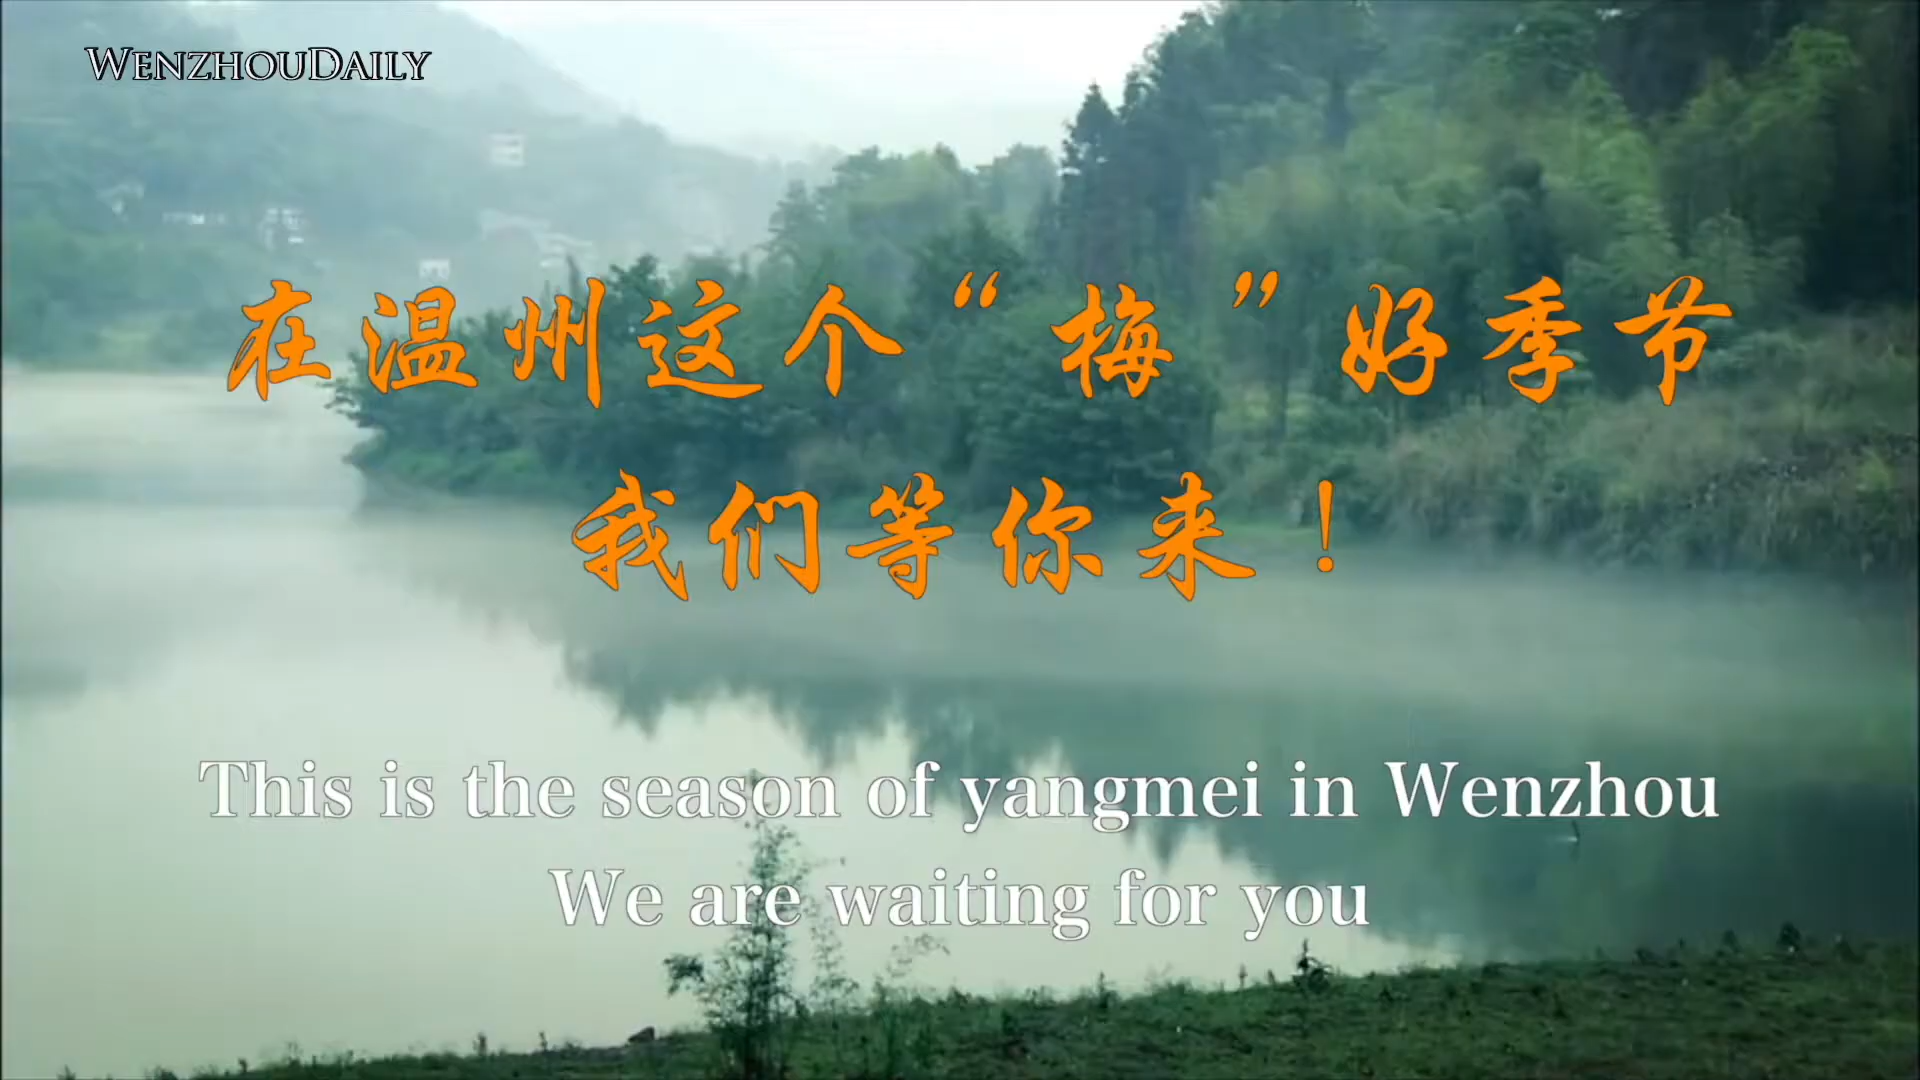 WENZHOUDAILY
在温州这个“梅”好季节
我们等你来！
This is the season of yangmei in Wenzhou
We are waiting for you